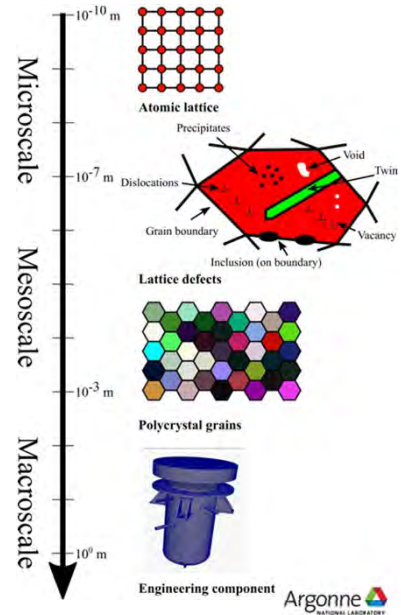 10⁻¹⁰ m
Microscale
Atomic lattice
Precipitates
Void
Twin
10⁻⁷ m
Dislocations
Grain boundary
Vacancy
Inclusion (on boundary)
Lattice defects
Mesoscale
10⁻³ m
Polycrystal grains
Macroscale
10⁰ m
Engineering component
Argonne
NATIONAL LABORATORY